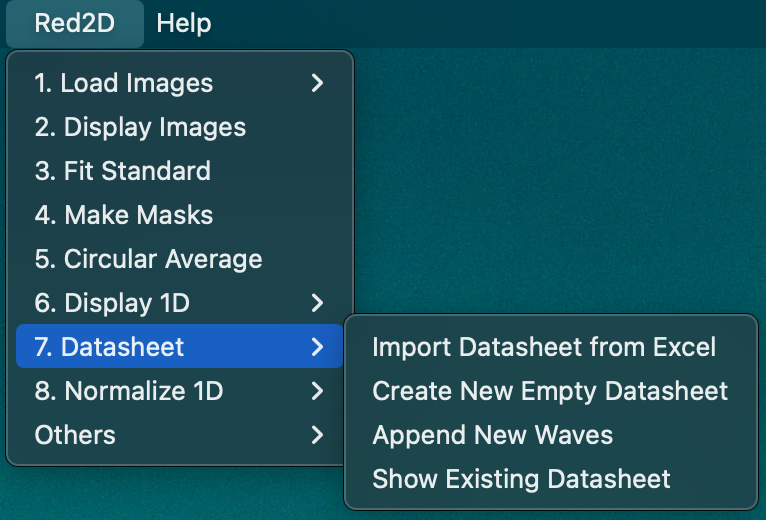 Red2D Help
1. Load Images
2. Display Images
3. Fit Standard
4. Make Masks
5. Circular Average
6. Display 1D
7. Datasheet
8. Normalize 1D
Others
Import Datasheet from Excel
Create New Empty Datasheet
Append New Waves
Show Existing Datasheet